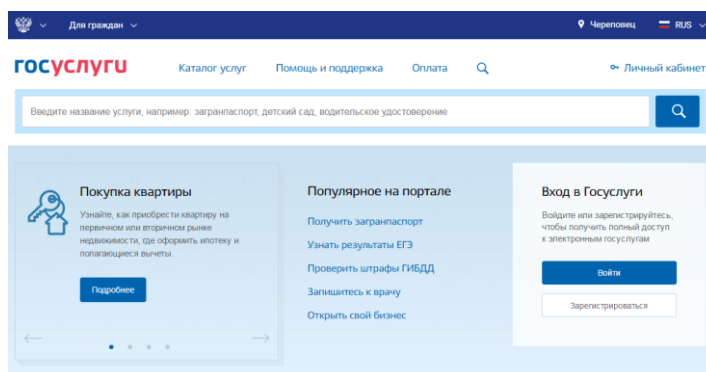 Для граждан
Череповец
RUS
госуслуги
Каталог услуг
Помощь и поддержка
Оплата
Личный кабинет
Введите название услуги, например: загранпаспорт, детский сад, водительское удостоверение
Покупка квартиры
Узнайте, как приобрести квартиру на
первичном или вторичном рынке
недвижимости, где оформить ипотеку и
полагающиеся вычеты.
Подробнее
Популярное на портале
Получить загранпаспорт
Узнать результаты ЕГЭ
Проверить штрафы ГИБДД
Запишитесь к врачу
Открыть свой бизнес
Вход в Госуслуги
Войдите или зарегистрируйтесь,
чтобы получить полный доступ
к электронным госуслугам
Войти
Зарегистрироваться